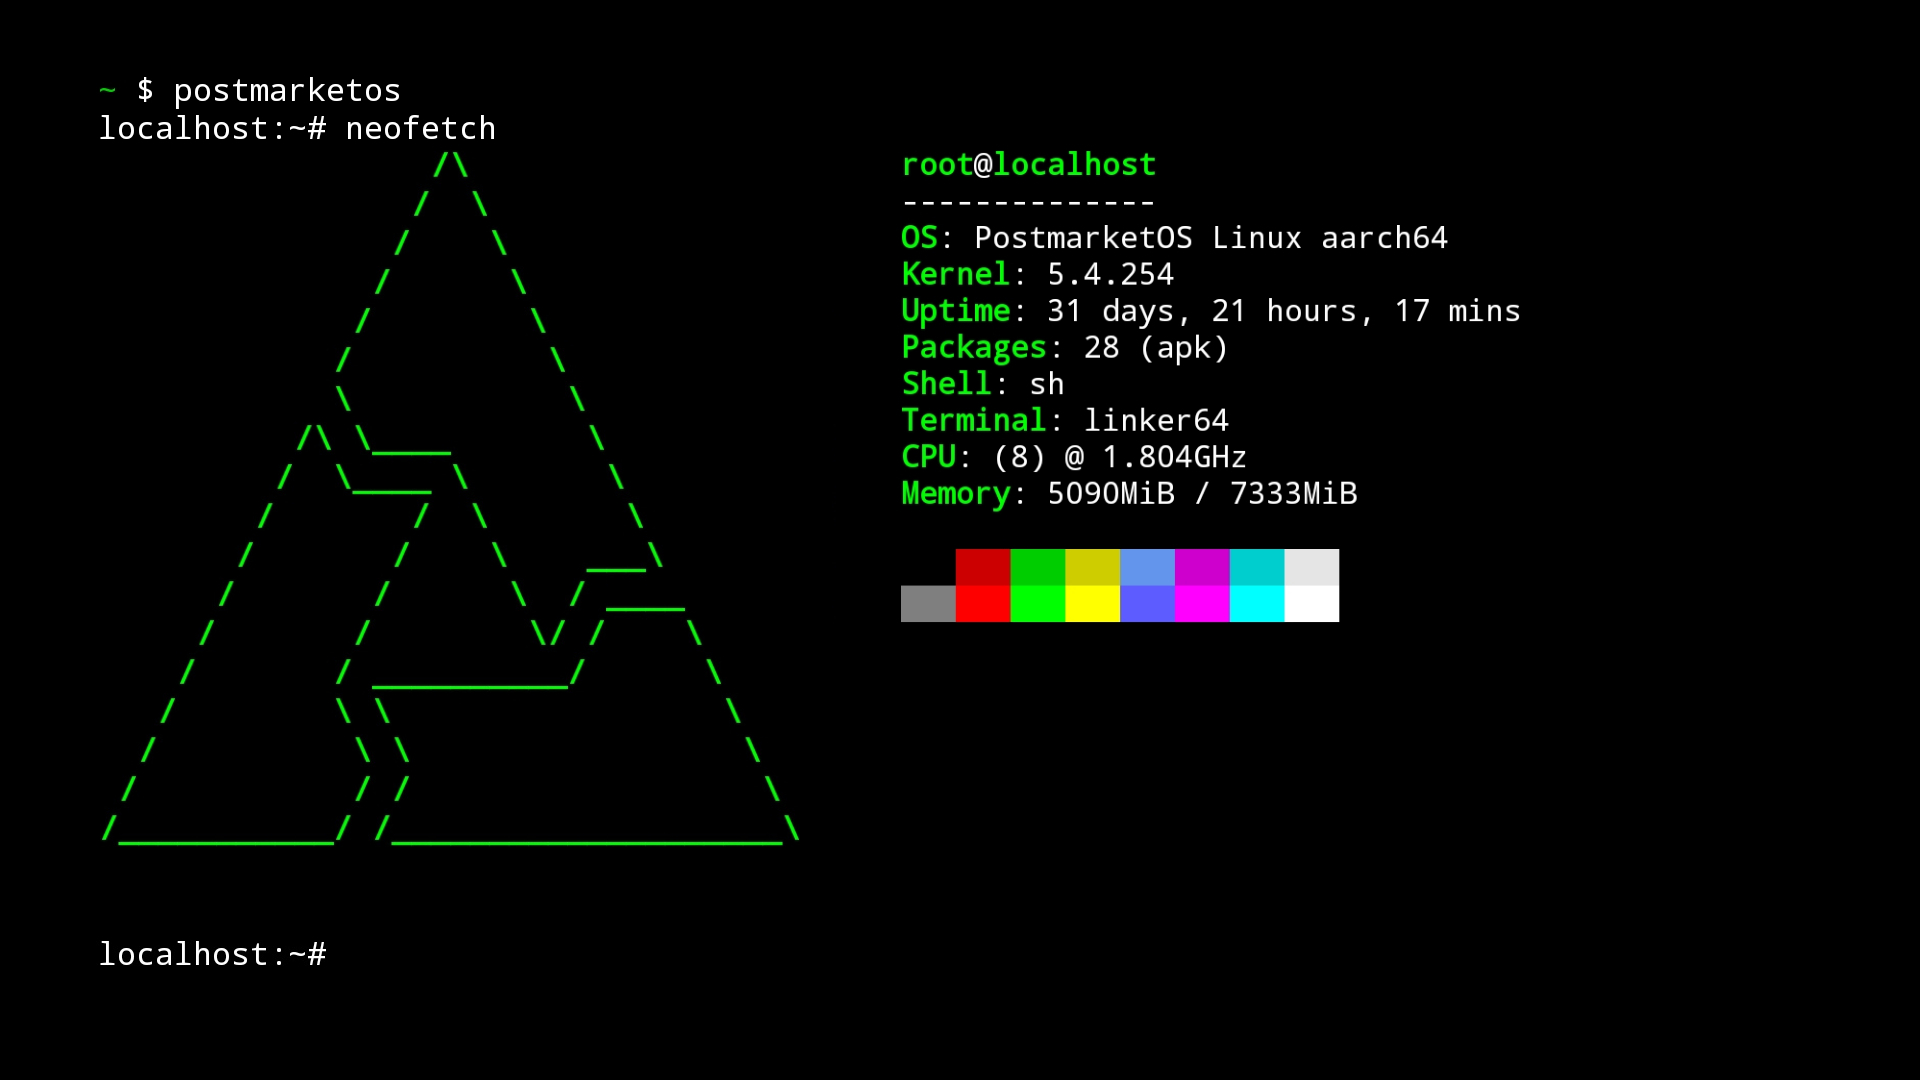 ~ $ postmarketos
localhost:~# neofetch
root@localhost
--------------
OS: PostmarketOS Linux aarch64
Kernel: 5.4.254
Uptime: 31 days, 21 hours, 17 mins
Packages: 28 (apk)
Shell: sh
Terminal: linker64
CPU: (8) @ 1.804GHz
Memory: 5090MiB / 7333MiB
localhost:~#